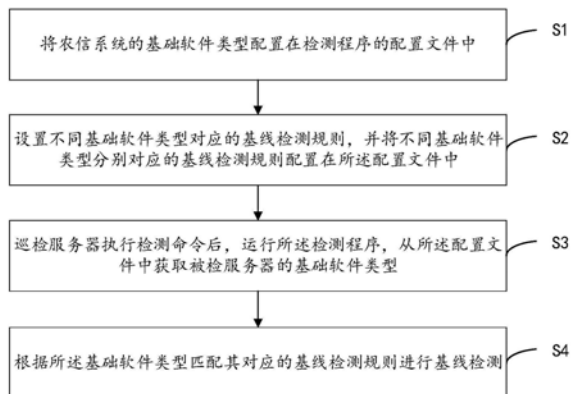 将农信系统的基础软件类型配置在检测程序的配置文件中
S1
设置不同基础软件类型对应的基线检测规则，并将不同基础软件
类型分别对应的基线检测规则配置在所述配置文件中
S2
巡检服务器执行检测命令后，运行所述检测程序，从所述配置文
件中获取被检服务器的基础软件类型
S3
根据所述基础软件类型匹配其对应的基线检测规则进行基线检测
S4